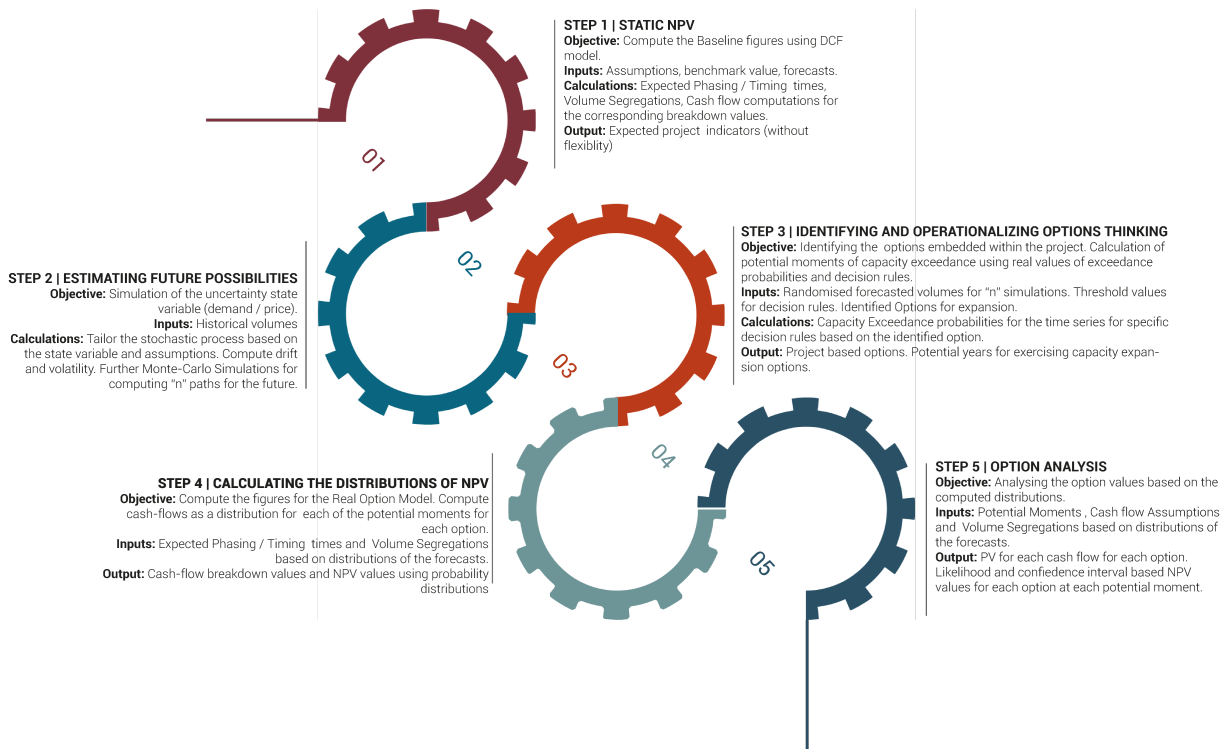 STEP 1 | STATIC NPV
Objective: Compute the Baseline figures using DCF
model.
Inputs: Assumptions, benchmark value, forecasts.
Calculations: Expected Phasing / Timing times,
Volume Segregations, Cash flow computations for
the corresponding breakdown values.
Output: Expected project indicators (without
flexiblity)
01
02
STEP 2 | ESTIMATIING FUTURE POSSIBILITIES
Objective: Simulation of the uncertainty state
variable (demand / price).
Inputs: Historical volumes
Calculations: Tailor the stochastic process based on
the state variable and assumptions. Compute drift
and volatility. Further Monte-Carlo Simulations for
computing "n" paths for the future.
STEP 3 | IDENTIFYING AND OPERATIONALIZING OPTIONS THINKING
Objective: Identifying the options embedded within the project. Calculation of
potential moments of capacity exceedance using real values of exceedance
probabilities and decision rules.
Inputs: Randomised forecasted volumes for "n" simulations. Threshold values
for decision rules. Identified Options for expansion.
Calculations: Capacity Exceedance probabilities for the time series for specific
decision rules based on the identified option.
Output: Project based options. Potential years for exercising capacity expan-
sion options.
03
04
STEP 4 | CALCULATING THE DISTRIBUTIONS OF NPV
Objective: Compute the figures for the Real Option Model. Compute
cash-flows as a distribution for each of the potential moments for
each option.
Inputs: Expected Phasing / Timing times and Volume Segregations
based on distributions of the forecasts.
Output: Cash-flow breakdown values and NPV values using probability
distributions
STEP 5 | OPTION ANALYSIS
Objective: Analysing the option values based on the
computed distributions.
Inputs: Potential Moments , Cash flow Assumptions
and Volume Segregations based on distributions of
the forecasts.
Output: PV for each cash flow for each option.
Likelihood and confiedence interval based NPV
values for each option at each potential moment.
05